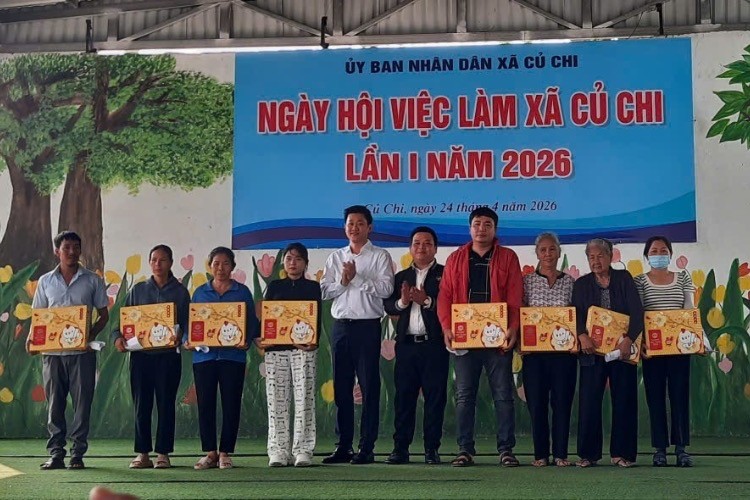 ỦY BAN NHÂN DÂN XÃ CỦ CHI
NGÀY HỘI VIỆC LÀM XÃ CỦ CHI
LẦN I NĂM 2026
Củ Chi, ngày 24 tháng 4 năm 2026